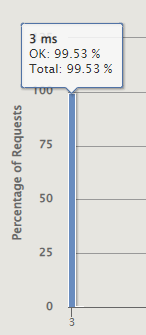 3 ms
OK: 99.53 %
Total: 99.53 %
100
75
50
25
0
Percentage of Requests
3